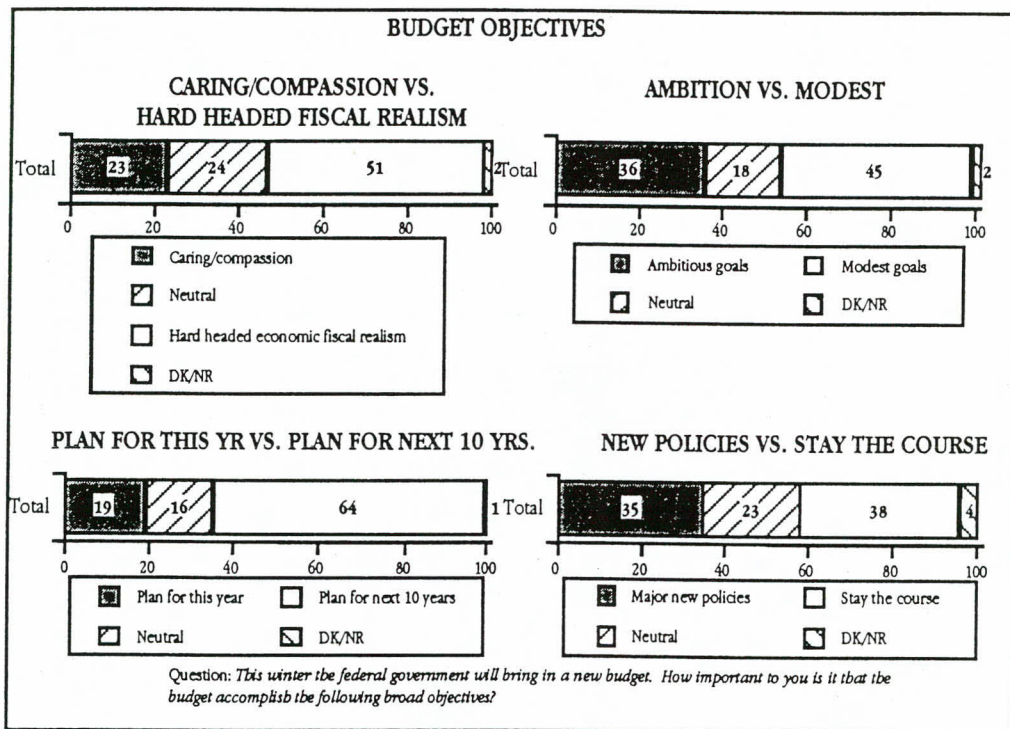 BUDGET OBJECTIVES
CARING/COMPASSION VS.
HARD HEADED FISCAL REALISM
Total
23
24
51
2
0
20
40
60
80
100
Caring/compassion
Neutral
Hard headed economic fiscal realism
DK/NR
AMBITION VS. MODEST
Total
36
18
45
2
0
20
40
60
80
100
Ambitious goals
Modest goals
Neutral
DK/NR
PLAN FOR THIS YR VS. PLAN FOR NEXT 10 YRS.
Total
19
16
64
1
0
20
40
60
80
100
Plan for this year
Plan for next 10 years
Neutral
DK/NR
NEW POLICIES VS. STAY THE COURSE
Total
35
23
38
4
0
20
40
60
80
100
Major new policies
Stay the course
Neutral
DK/NR
Question: This winter the federal government will bring in a new budget. How important to you is it that the
budget accomplish the following broad objectives?